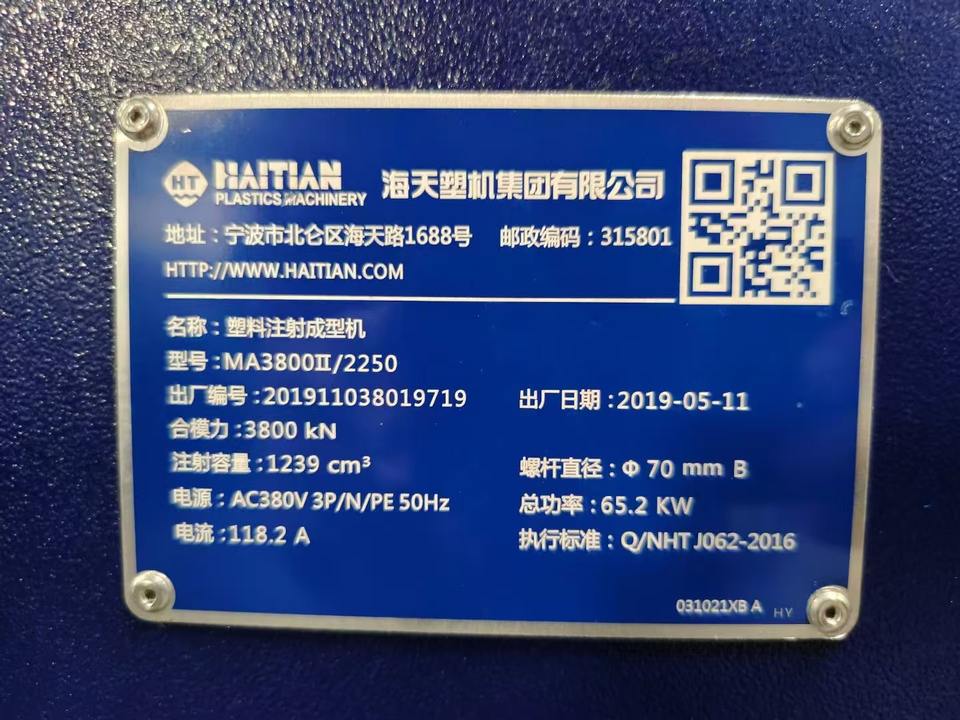 HT HAITIAN 海天塑机集团有限公司
PLASTICS MACHINERY
地址：宁波市北仑区海天路1688号 邮政编码：315801
HTTP://WWW.HAITIAN.COM
名称：塑料注射成型机
型号：MA3800Ⅱ/2250
出厂编号：201911038019719 出厂日期：2019-05-11
合模力：3800 kN
注射容量：1239 cm³ 螺杆直径：Φ 70 mm B
电源：AC380V 3P/N/PE 50Hz 总功率：65.2 KW
电流：118.2 A 执行标准：Q/NHT J062-2016
031021XB A HY